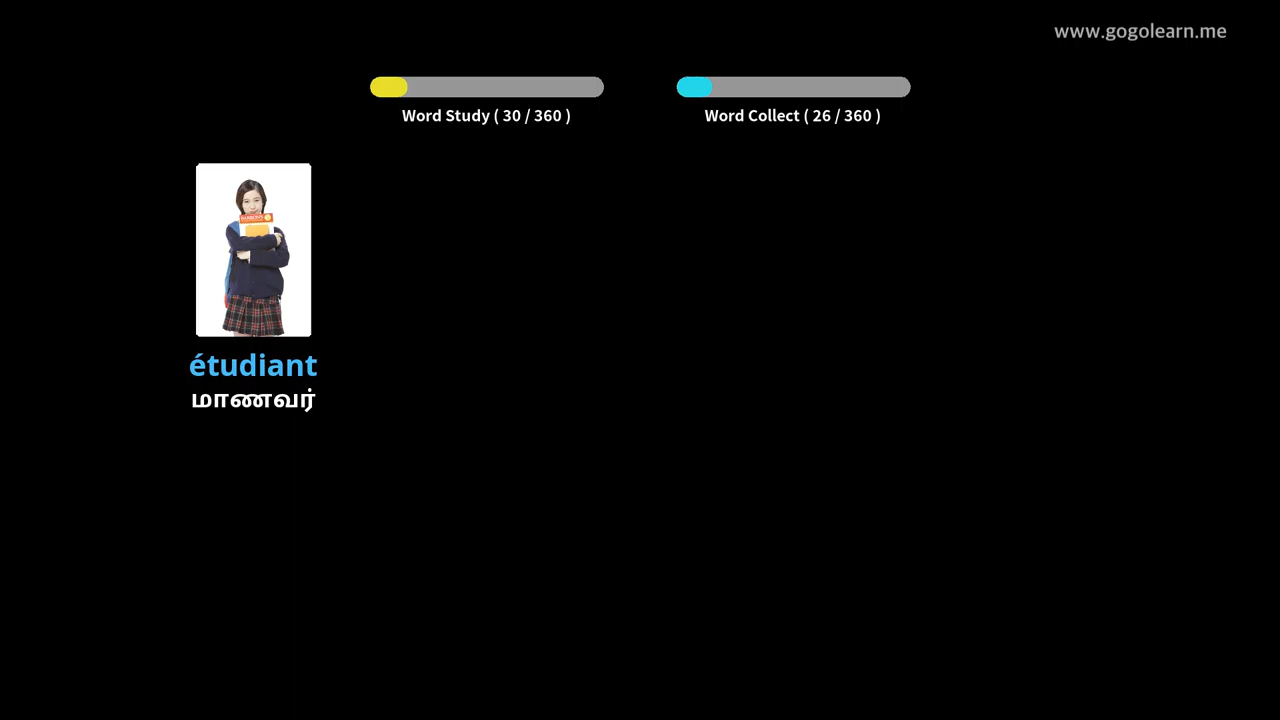 www.gogolearn.me
Word Study ( 30 / 360 )
Word Collect ( 26 / 360 )
étudiant
மாணவர்